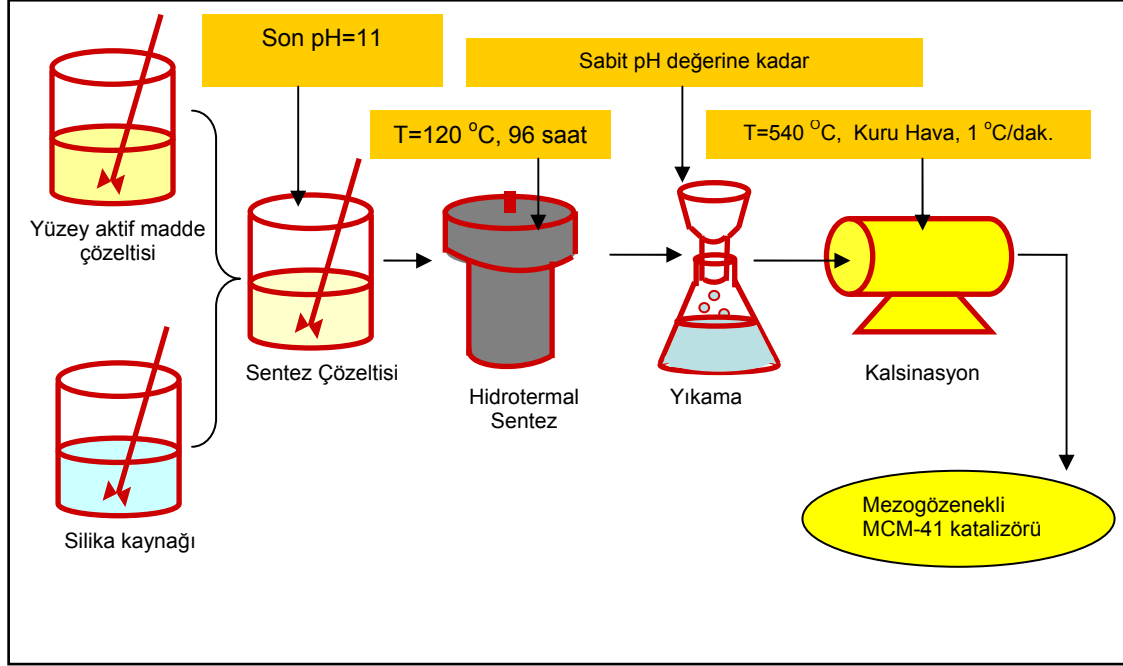 Son pH=11
Sabit pH değerine kadar
T=120 °C, 96 saat
T=540 °C, Kuru Hava, 1 °C/dak.
Yüzey aktif madde
çözeltisi
Sentez Çözeltisi
Hidrotermal
Sentez
Yıkama
Kalsinasyon
Silika kaynağı
Mezogözenekli
MCM-41 katalizörü